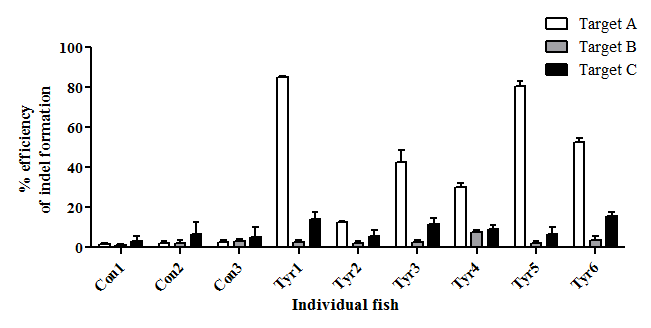 Target A
Target B
Target C
100
80
60
40
20
0
% efficiency
of indel formation
Con1 Con2 Con3 Tyr1 Tyr2 Tyr3 Tyr4 Tyr5 Tyr6
Individual fish